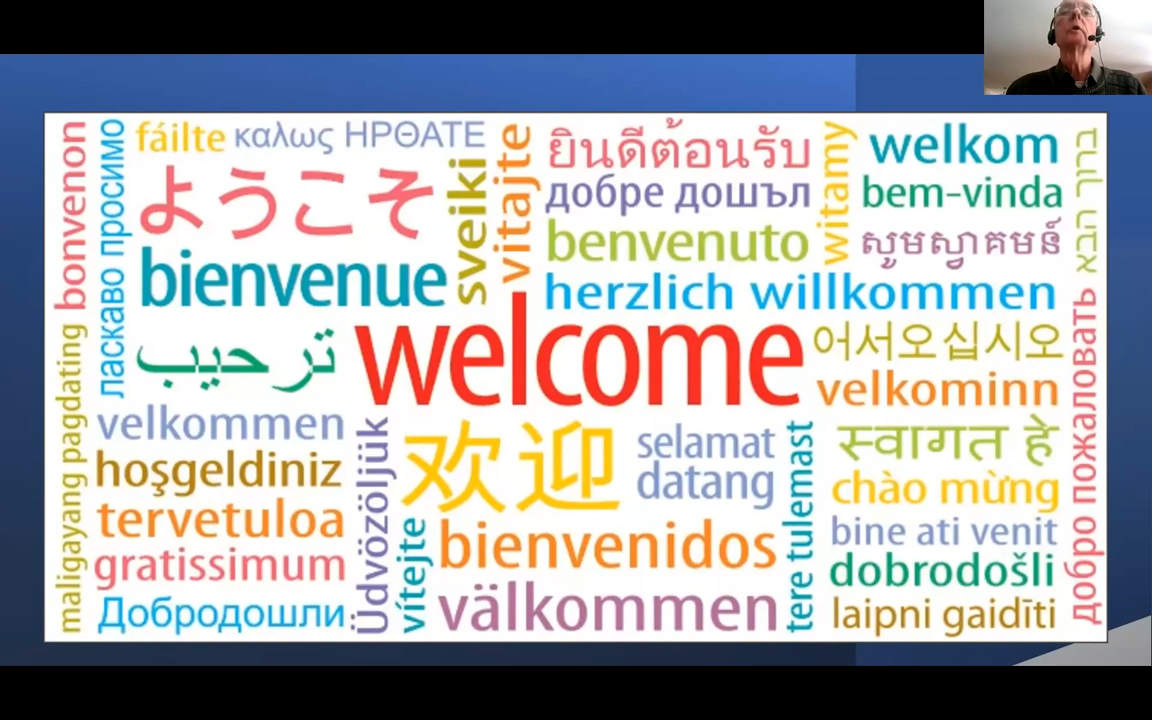 bonvenon
ласкаво просимо
fáilte
καλως ΗΡΘΑΤΕ
ようこそ
bienvenue
sveiki
vitajte
ยินดีต้อนรับ
добре дошъл
benvenuto
witamy
welkom
bem-vinda
សូមស្វាគមន៍
ברוך הבא
herzlich willkommen
ترحيب
welcome
어서오십시오
velkominn
добро пожаловать
maligayang pagdating
velkommen
hoşgeldiniz
tervetuloa
gratissimum
Добродошли
Üdvözöljük
vítejte
欢迎
selamat
datang
bienvenidos
välkommen
tere tulemast
स्वागत हे
chào mừng
bine ati venit
dobrodošli
laipni gaidīti